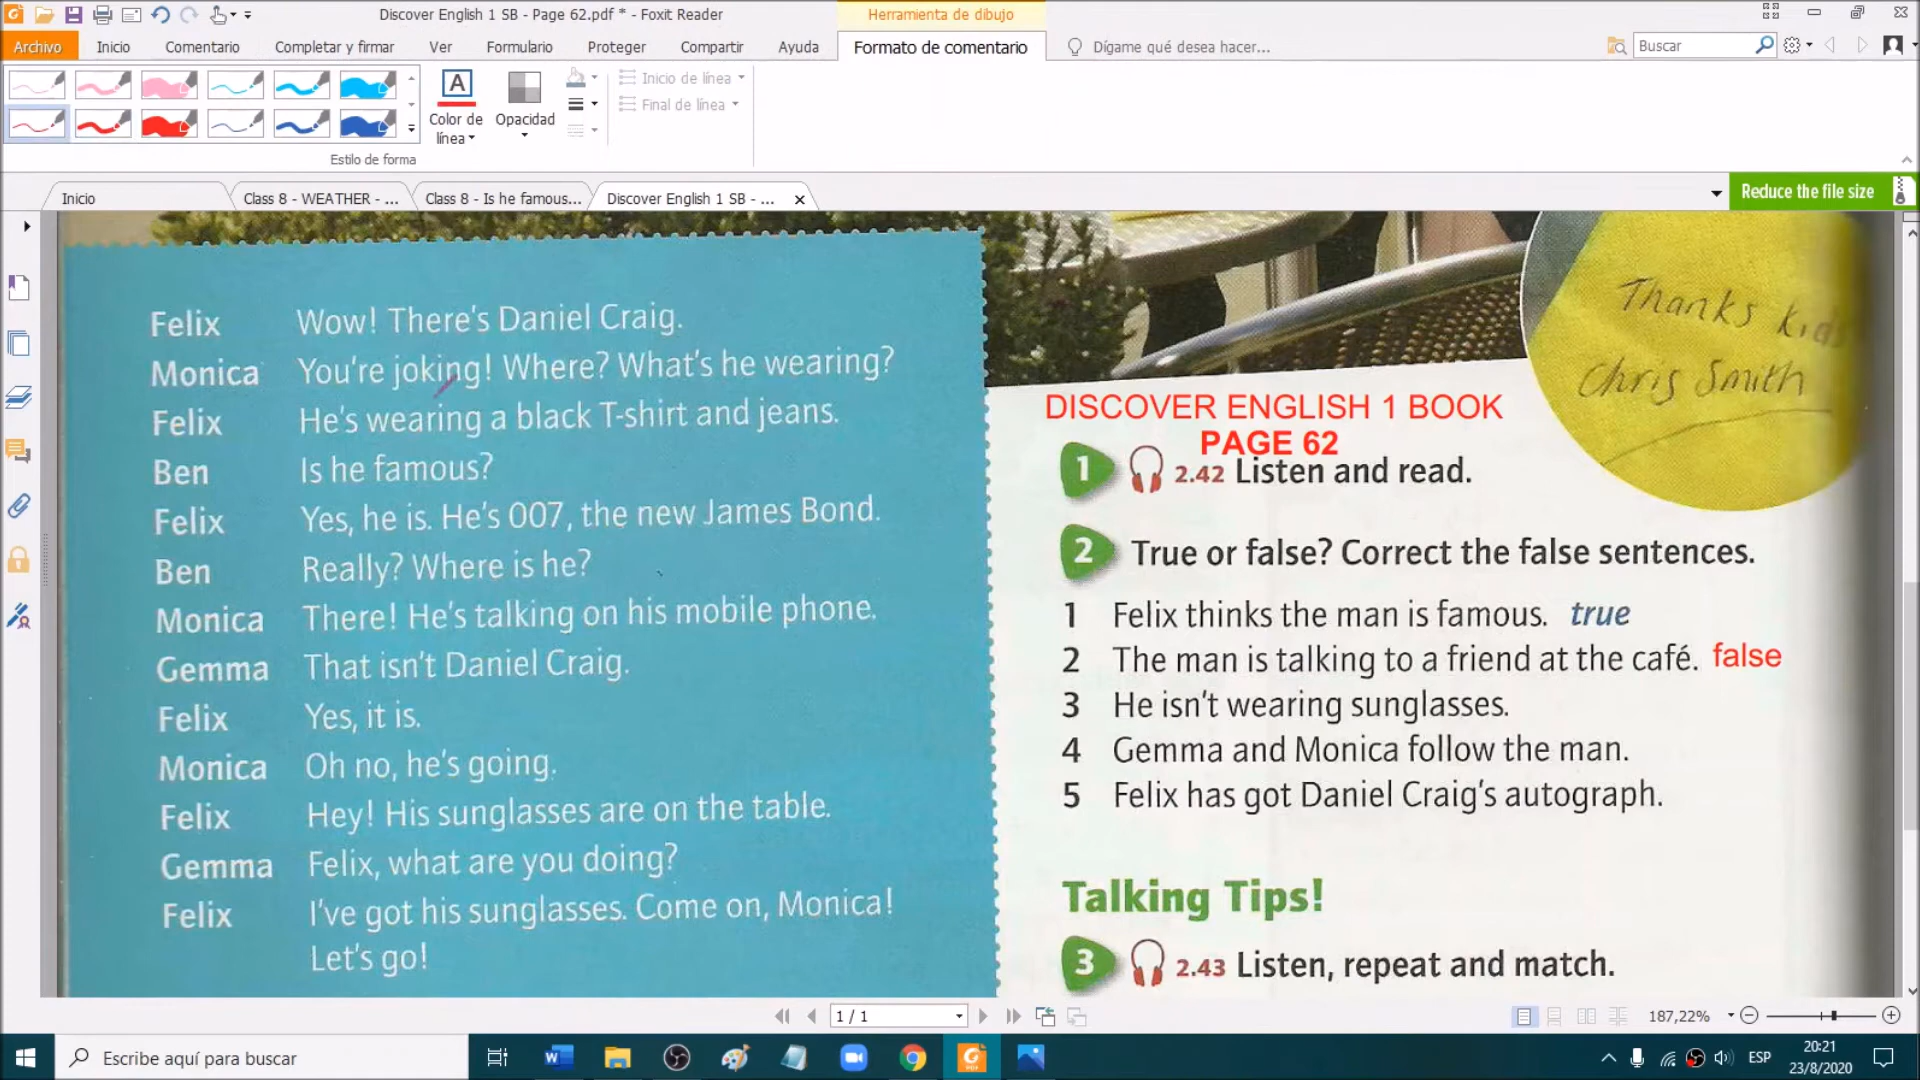 Discover English 1 SB - Page 62.pdf * - Foxit Reader
Herramienta de dibujo
Archivo Inicio Comentario Completar y firmar Ver Formulario Proteger Compartir Ayuda Formato de comentario Dígame qué desea hacer... Buscar
Color de línea
Opacidad
Inicio de línea
Final de línea
Estilo de forma
Inicio
Class 8 - WEATHER - ...
Class 8 - Is he famous...
Discover English 1 SB - ...
Reduce the file size
Felix Wow! There's Daniel Craig.
Monica You're joking! Where? What's he wearing?
Felix He's wearing a black T-shirt and jeans.
Ben Is he famous?
Felix Yes, he is. He's 007, the new James Bond.
Ben Really? Where is he?
Monica There! He's talking on his mobile phone.
Gemma That isn't Daniel Craig.
Felix Yes, it is.
Monica Oh no, he's going.
Felix Hey! His sunglasses are on the table.
Gemma Felix, what are you doing?
Felix I've got his sunglasses. Come on, Monica!
Let's go!
Thanks kids
Chris Smith
DISCOVER ENGLISH 1 BOOK
PAGE 62
1 2.42 Listen and read.
2 True or false? Correct the false sentences.
1 Felix thinks the man is famous. true
2 The man is talking to a friend at the café. false
3 He isn't wearing sunglasses.
4 Gemma and Monica follow the man.
5 Felix has got Daniel Craig's autograph.
Talking Tips!
3 2.43 Listen, repeat and match.
1 / 1
187,22%
Escribe aquí para buscar
ESP
20:21
23/8/2020